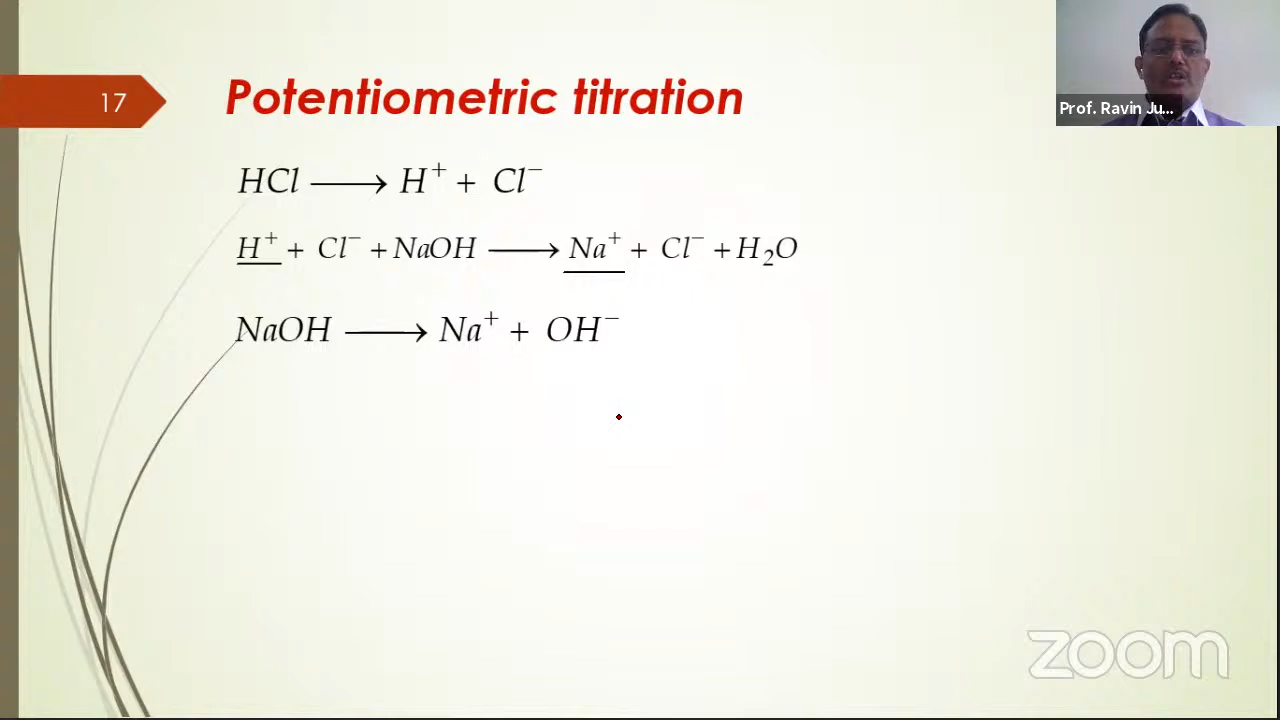 17
Potentiometric titration
Prof. Ravin Ju...
HCl ⟶ H⁺ + Cl⁻
H⁺ + Cl⁻ + NaOH ⟶ Na⁺ + Cl⁻ + H₂O
NaOH ⟶ Na⁺ + OH⁻
zoom